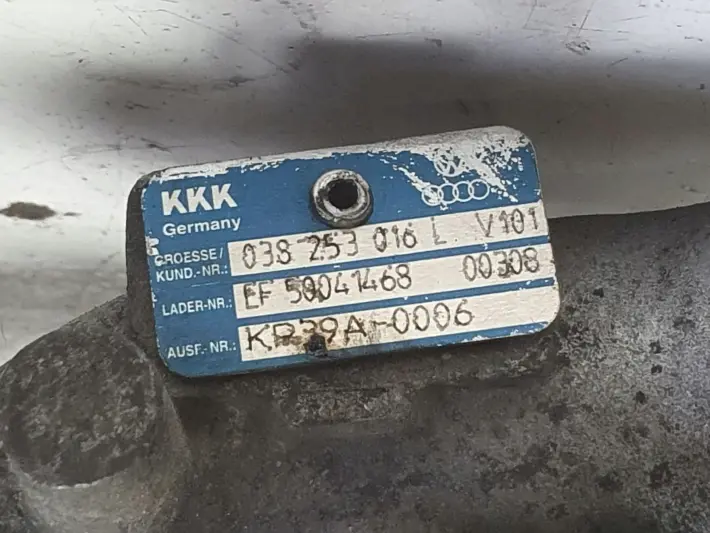 KKK
Germany
GROESSE/
KUND.-NR.: 038 253 016 L V101
LADER-NR.: EF 50041468 00308
AUSF.-NR.: KP39A-0006